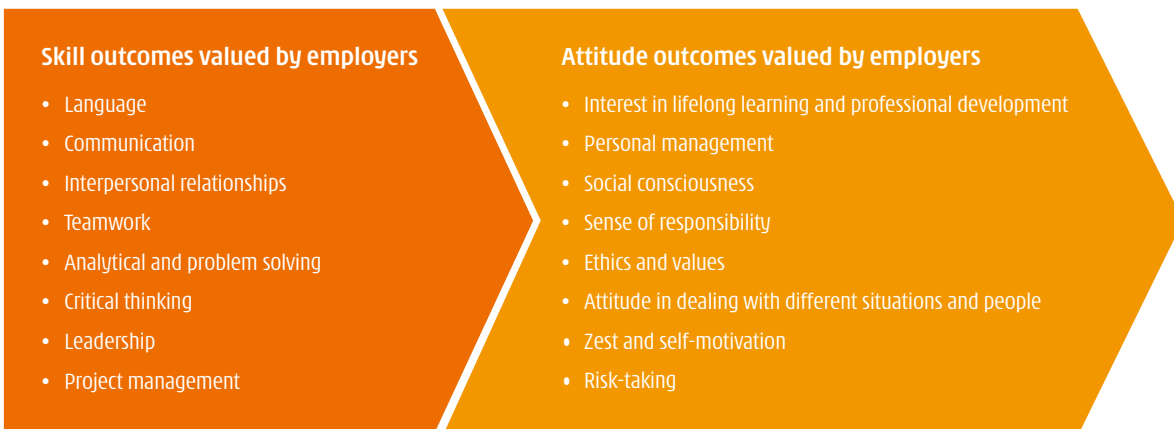 Skill outcomes valued by employers
• Language
• Communication
• Interpersonal relationships
• Teamwork
• Analytical and problem solving
• Critical thinking
• Leadership
• Project management
Attitude outcomes valued by employers
• Interest in lifelong learning and professional development
• Personal management
• Social consciousness
• Sense of responsibility
• Ethics and values
• Attitude in dealing with different situations and people
• Zest and self-motivation
• Risk-taking